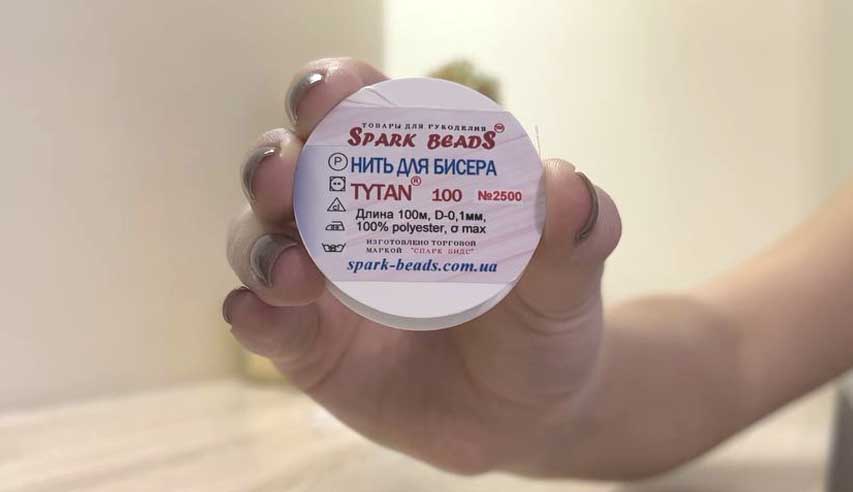 ТОВАРЫ ДЛЯ РУКОДЕЛИЯ
SPARK BEADS
P НИТЬ ДЛЯ БИСЕРА
TYTAN® 100 №2500
cl Длина 100м, D-0,1мм,
100% polyester, σ max
ИЗГОТОВЛЕНО ТОРГОВОЙ
МАРКОЙ "СПАРК БИДС"
spark-beads.com.ua